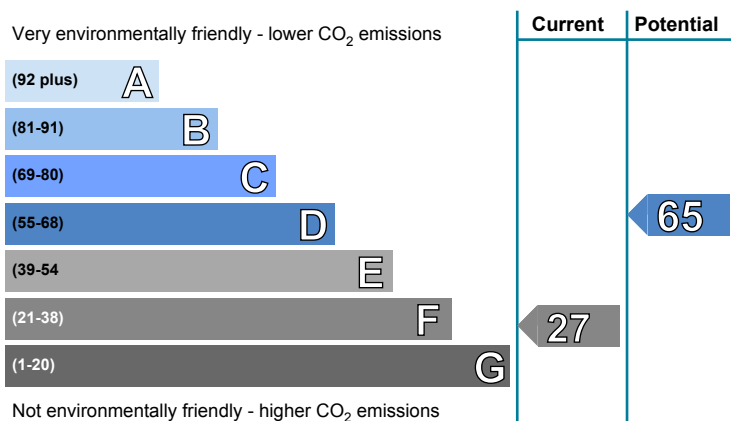 Very environmentally friendly - lower CO2 emissions Current Potential
(92 plus) A
(81-91) B
(69-80) C
(55-68) D 65
(39-54 E
(21-38) F 27
(1-20) G
Not environmentally friendly - higher CO2 emissions